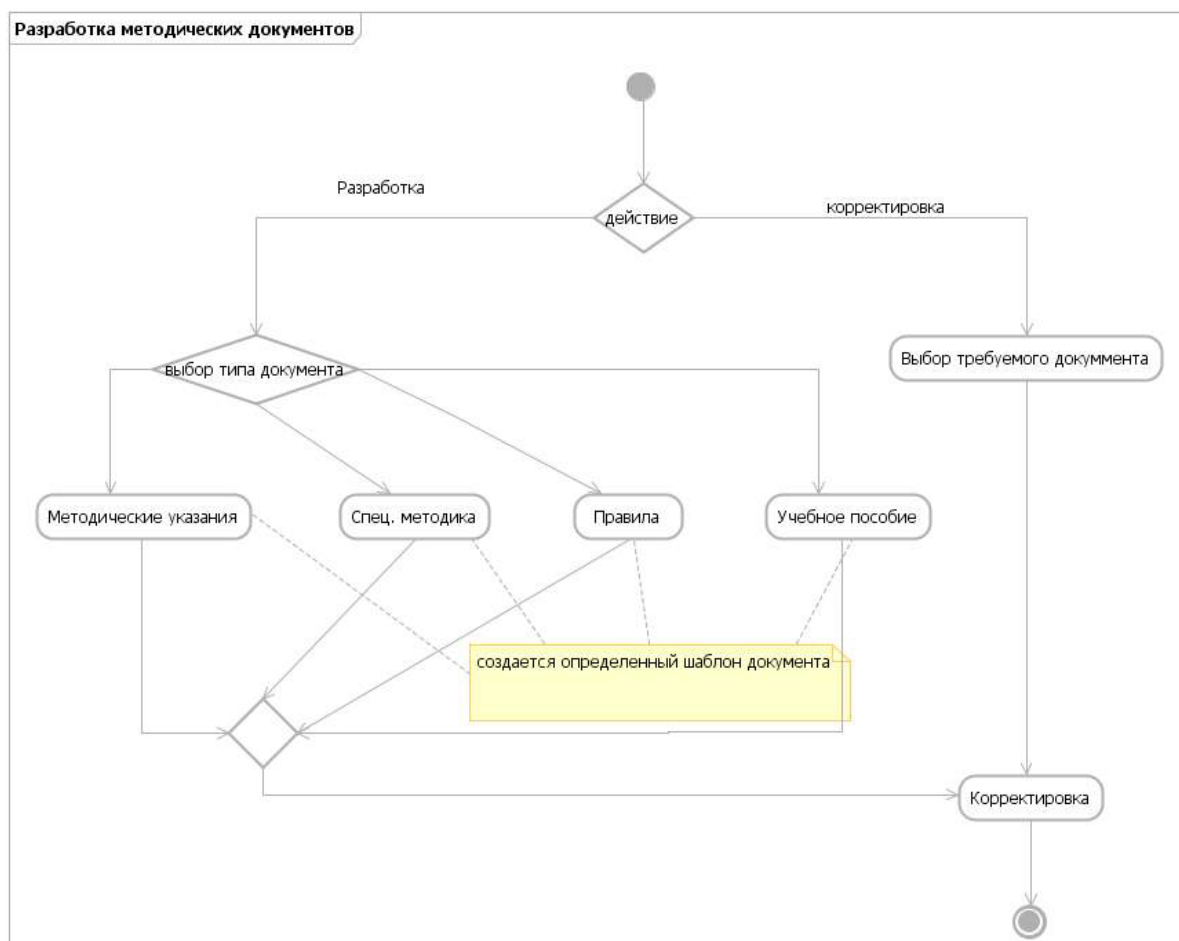 Разработка методических документов
Разработка
корректировка
действие
выбор типа документа
Выбор требуемого докуммента
Методические указания
Спец. методика
Правила
Учебное пособие
создается определенный шаблон документа
Корректировка